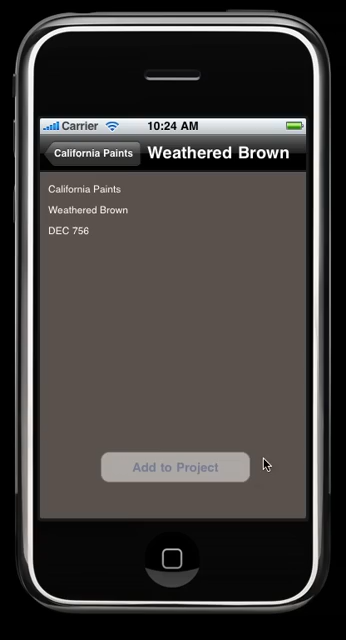 Carrier 10:24 AM
California Paints Weathered Brown
California Paints
Weathered Brown
DEC 756
Add to Project